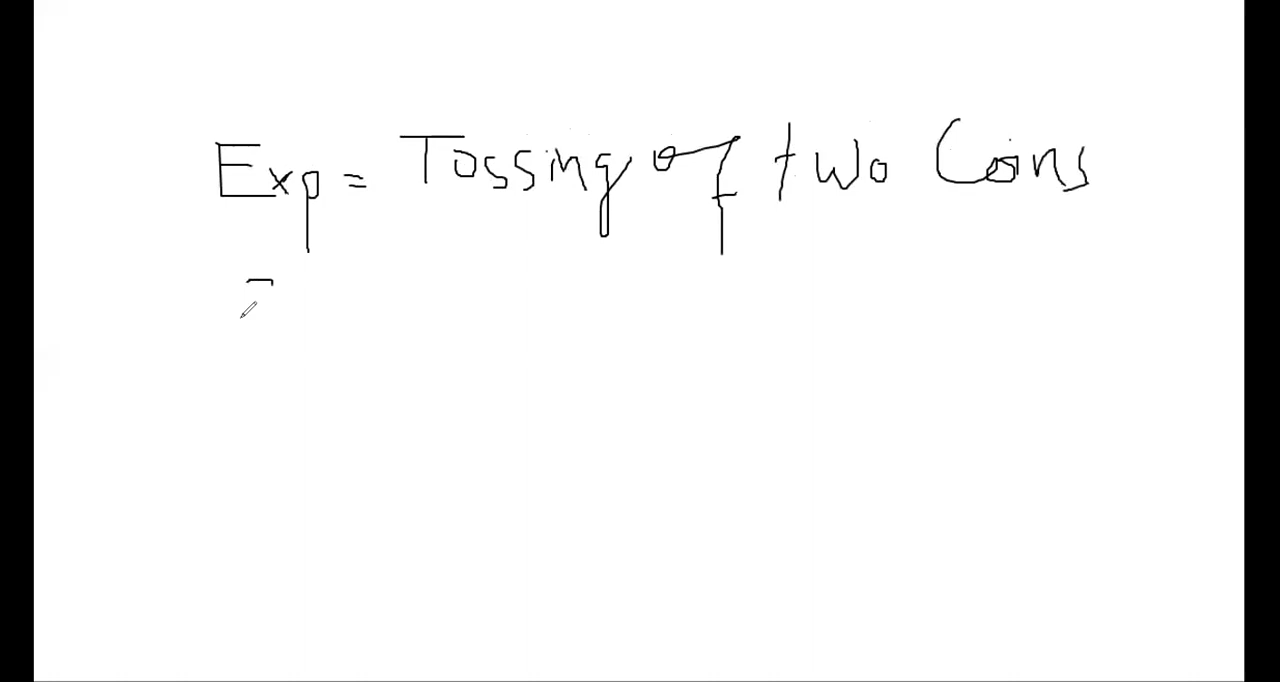 Exp = Tossing of two Coins